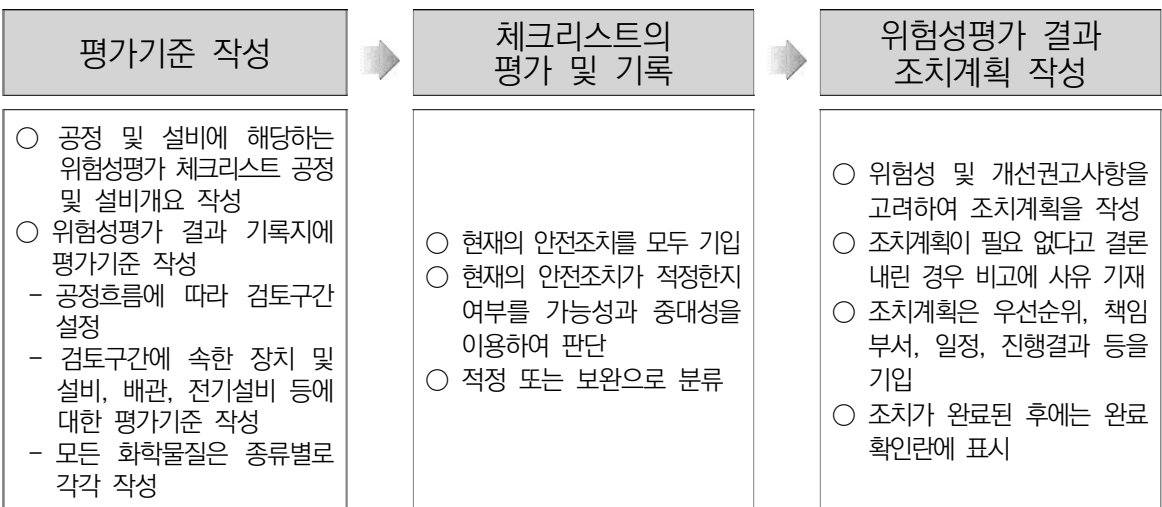 평가기준 작성
○ 공정 및 설비에 해당하는
위험성평가 체크리스트 공정
및 설비개요 작성
○ 위험성평가 결과 기록지에
평가기준 작성
- 공정흐름에 따라 검토구간
설정
- 검토구간에 속한 장치 및
설비, 배관, 전기설비 등에
대한 평가기준 작성
- 모든 화학물질은 종류별로
각각 작성
체크리스트의
평가 및 기록
○ 현재의 안전조치를 모두 기입
○ 현재의 안전조치가 적정한지
여부를 가능성과 중대성을
이용하여 판단
○ 적정 또는 보완으로 분류
위험성평가 결과
조치계획 작성
○ 위험성 및 개선권고사항을
고려하여 조치계획을 작성
○ 조치계획이 필요 없다고 결론
내린 경우 비고에 사유 기재
○ 조치계획은 우선순위, 책임
부서, 일정, 진행결과 등을
기입
○ 조치가 완료된 후에는 완료
확인란에 표시